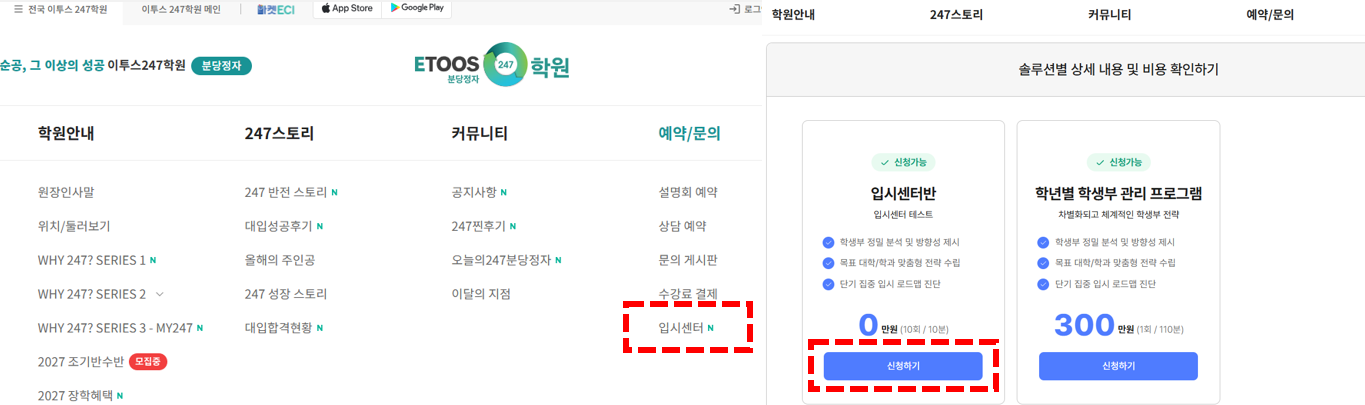 전국 이투스 247학원
이투스 247학원 메인
마켓ECI
App Store
Google Play
로그
순공, 그 이상의 성공 이투스247학원 분당정자
ETOOS 247 학원
분당정자
학원안내
247스토리
커뮤니티
예약/문의
원장인사말
위치/둘러보기
WHY 247? SERIES 1 N
WHY 247? SERIES 2
WHY 247? SERIES 3 - MY247 N
2027 조기반수반 모집중
2027 장학혜택 N
247 반전 스토리 N
대입성공후기 N
올해의 주인공
247 성장 스토리
대입합격현황 N
공지사항 N
247찐후기 N
오늘의247분당정자 N
이달의 지점
설명회 예약
상담 예약
문의 게시판
수강료 결제
입시센터 N
학원안내
247스토리
커뮤니티
예약/문의
솔루션별 상세 내용 및 비용 확인하기
신청가능
입시센터반
입시센터 테스트
학생부 정밀 분석 및 방향성 제시
목표 대학/학과 맞춤형 전략 수립
단기 집중 입시 로드맵 진단
0 만원 (10회 / 10분)
신청하기
신청가능
학년별 학생부 관리 프로그램
차별화되고 체계적인 학생부 전략
학생부 정밀 분석 및 방향성 제시
목표 대학/학과 맞춤형 전략 수립
단기 집중 입시 로드맵 진단
300 만원 (1회 / 110분)
신청하기